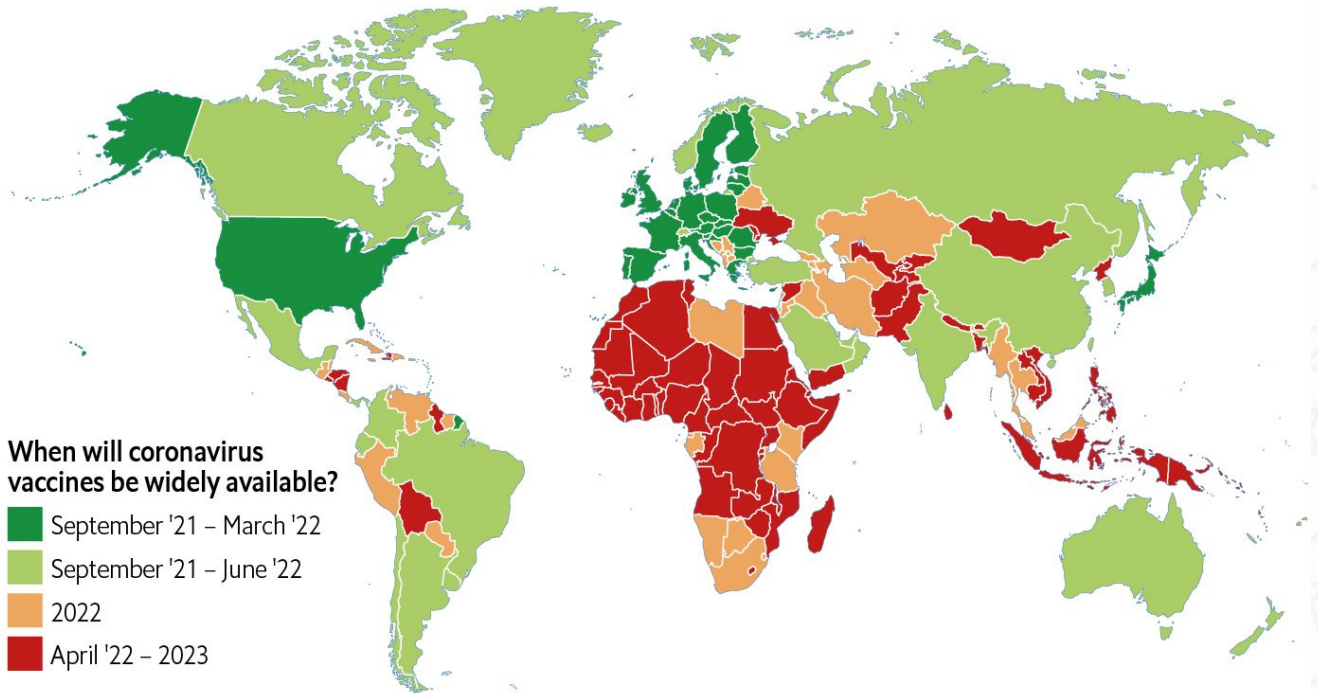 When will coronavirus
vaccines be widely available?
September '21 – March '22
September '21 – June '22
2022
April '22 – 2023